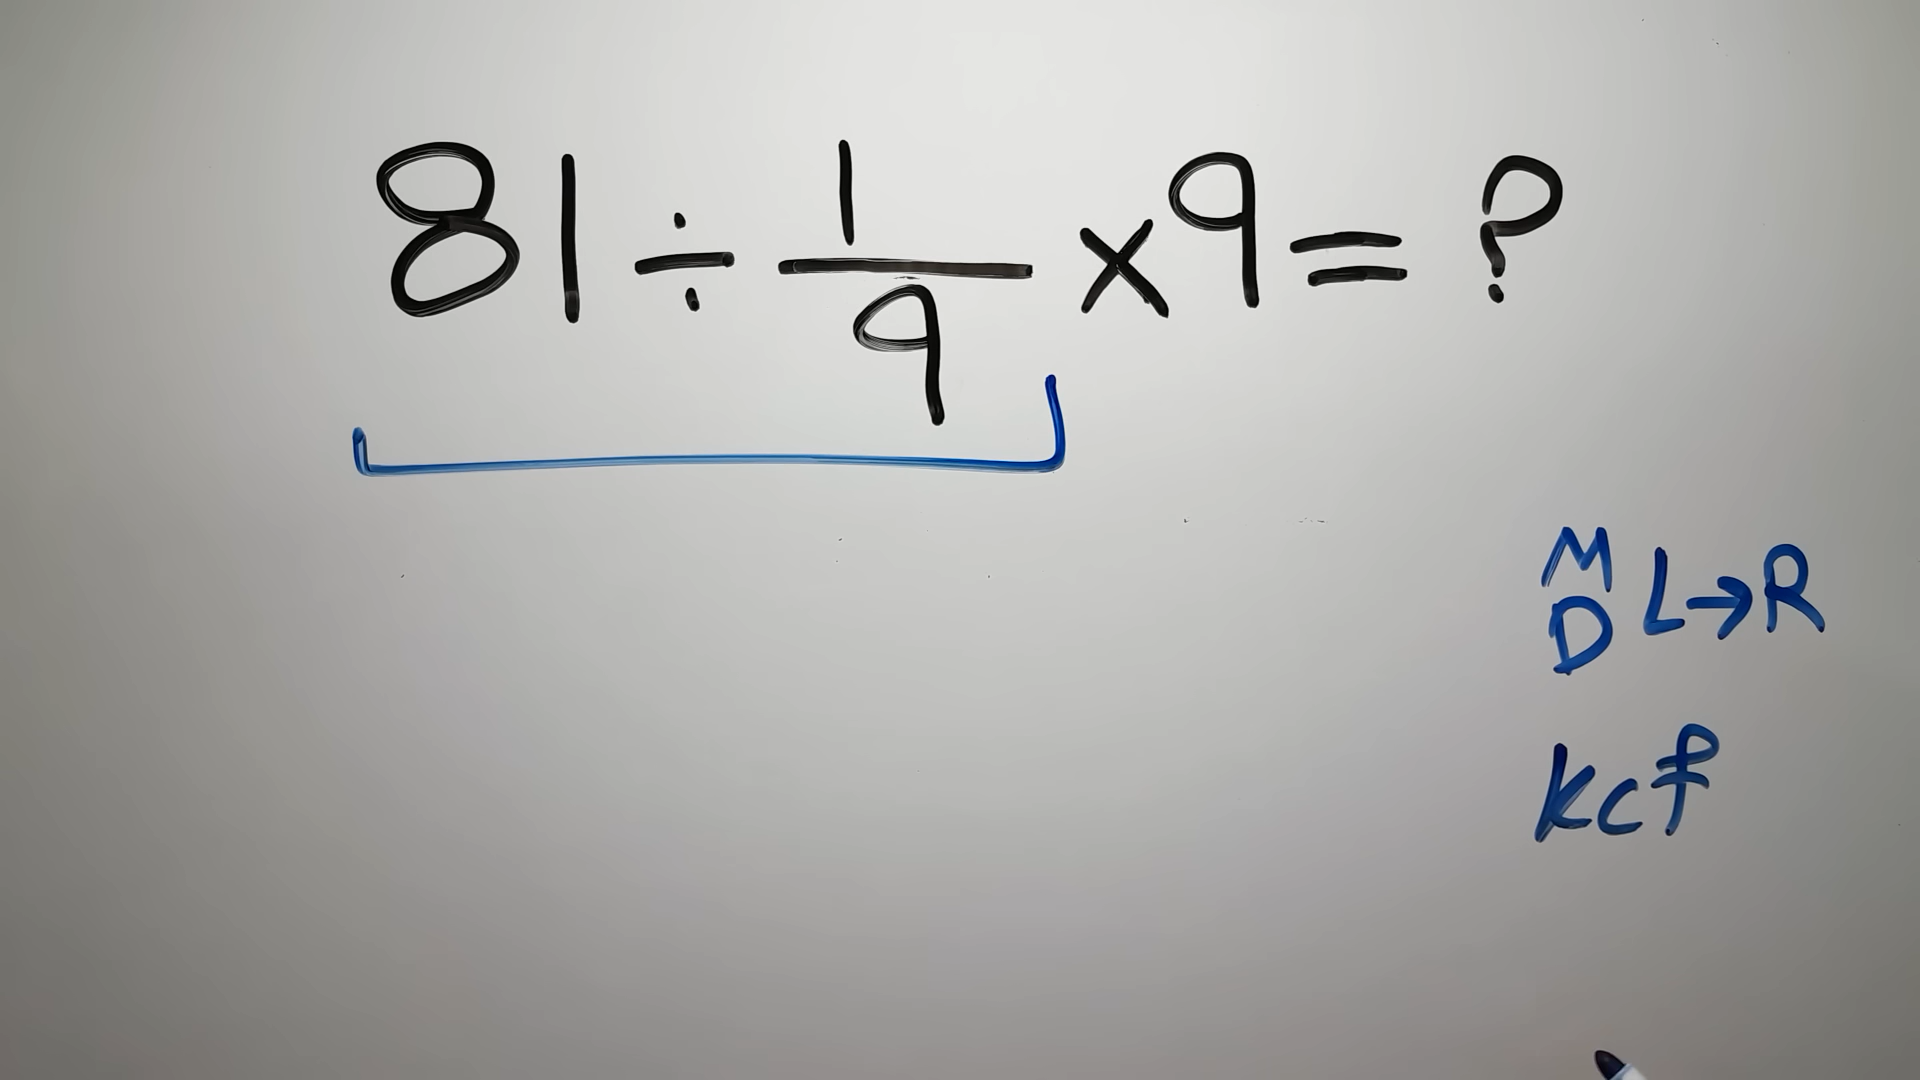 81 ÷ 1/9 × 9 = ?
M
D L→R
kcf